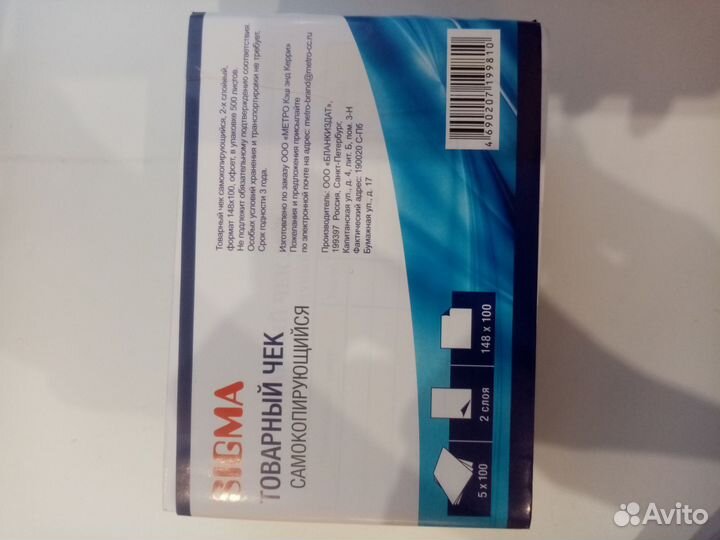 SIGMA
ТОВАРНЫЙ ЧЕК
САМОКОПИРУЮЩИЙСЯ
5 х 100
2 слоя
148 х 100
Товарный чек самокопирующийся, 2-х слойный,
формат 148х100, офсет, в упаковке 500 листов.
Не подлежит обязательному подтверждению соответствия.
Особых условий хранения и транспортировки не требует.
Срок годности 3 года.
Изготовлено по заказу ООО «МЕТРО Кэш энд Керри»
Пожелания и предложения присылайте
по электронной почте на адрес: metro-brand@metro-cc.ru
Производитель: ООО «БЛАНКИЗДАТ»,
199397 Россия, Санкт-Петербург,
Капитанская ул., д. 4, лит. Б, пом. 3-Н
Фактический адрес: 190020 С-Пб
Бумажная ул., д. 17
4 690207 199810
Avito